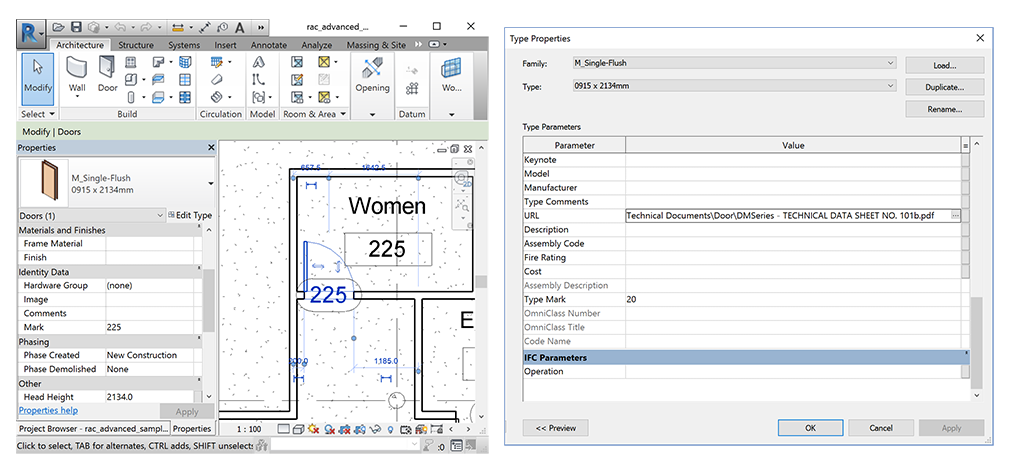 rac_advanced_...
Architecture Structure Systems Insert Annotate Analyze Massing & Site
Modify Wall Door Opening Wo...
Select Build Circulation Model Room & Area Datum
Modify | Doors
Properties
M_Single-Flush
0915 x 2134mm
Doors (1) Edit Type
Materials and Finishes
Frame Material
Finish
Identity Data
Hardware Group (none)
Image
Comments
Mark 225
Phasing
Phase Created New Construction
Phase Demolished None
Other
Head Height 2134.0
Properties help Apply
Project Browser - rac_advanced_sampl... Properties
Click to select, TAB for alternates, CTRL adds, SHIFT unselects
:0
657.5 1642.5
2D
Women
225
225
E
1185.0
1 : 100
Type Properties
Family: M_Single-Flush Load...
Type: 0915 x 2134mm Duplicate...
Rename...
Type Parameters
Parameter Value =
Keynote
Model
Manufacturer
Type Comments
URL Technical Documents\Door\DMSeries - TECHNICAL DATA SHEET NO. 101b.pdf ...
Description
Assembly Code
Fire Rating
Cost
Assembly Description
Type Mark 20
OmniClass Number
OmniClass Title
Code Name
IFC Parameters
Operation
<< Preview OK Cancel Apply